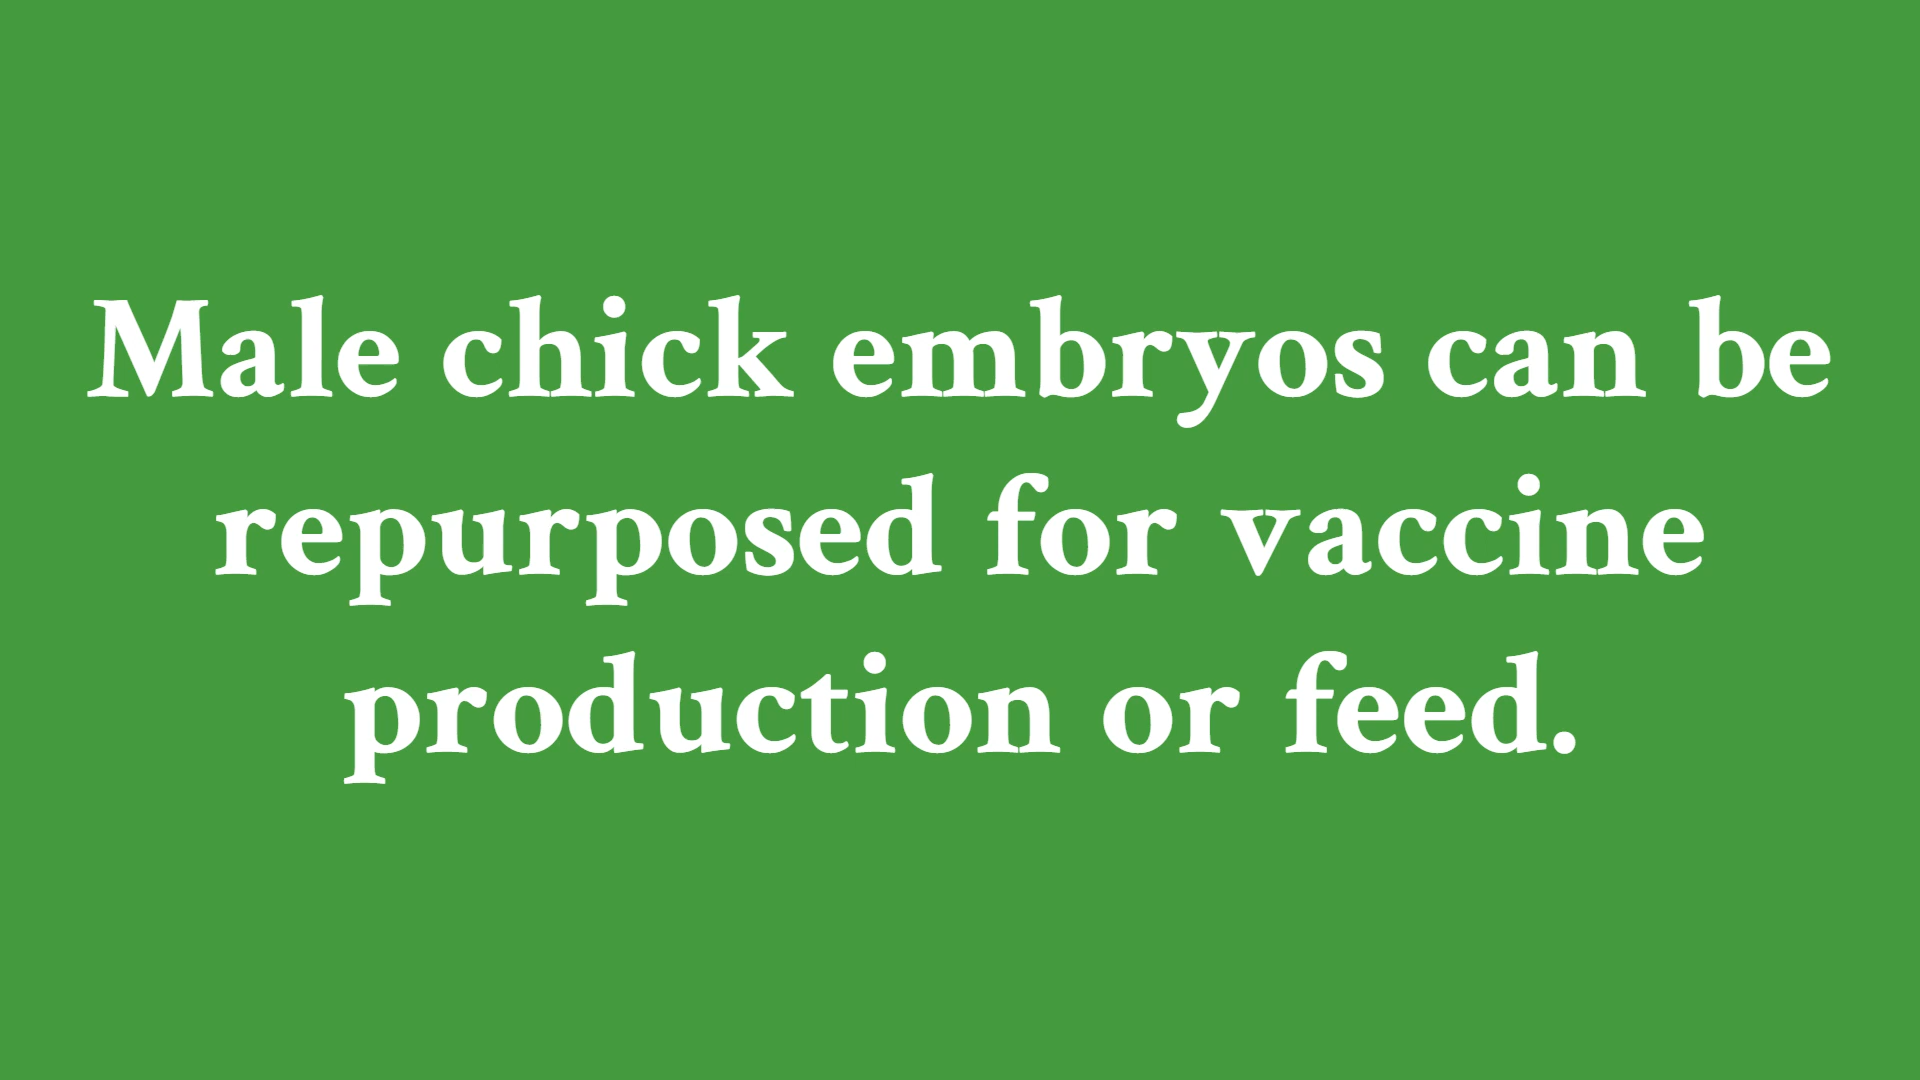 Male chick embryos can be
repurposed for vaccine
production or feed.